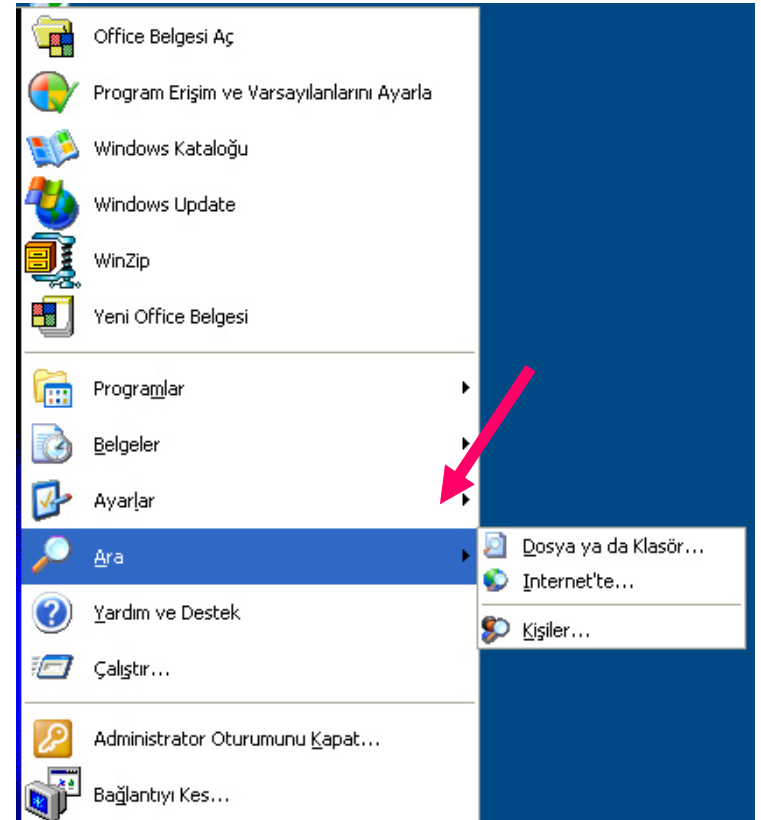 Office Belgesi Aç
Program Erişim ve Varsayılanlarını Ayarla
Windows Kataloğu
Windows Update
WinZip
Yeni Office Belgesi
Programlar
Belgeler
Ayarlar
Ara
Dosya ya da Klasör...
Internet'te...
Kişiler...
Yardım ve Destek
Çalıştır...
Administrator Oturumunu Kapat...
Bağlantıyı Kes...